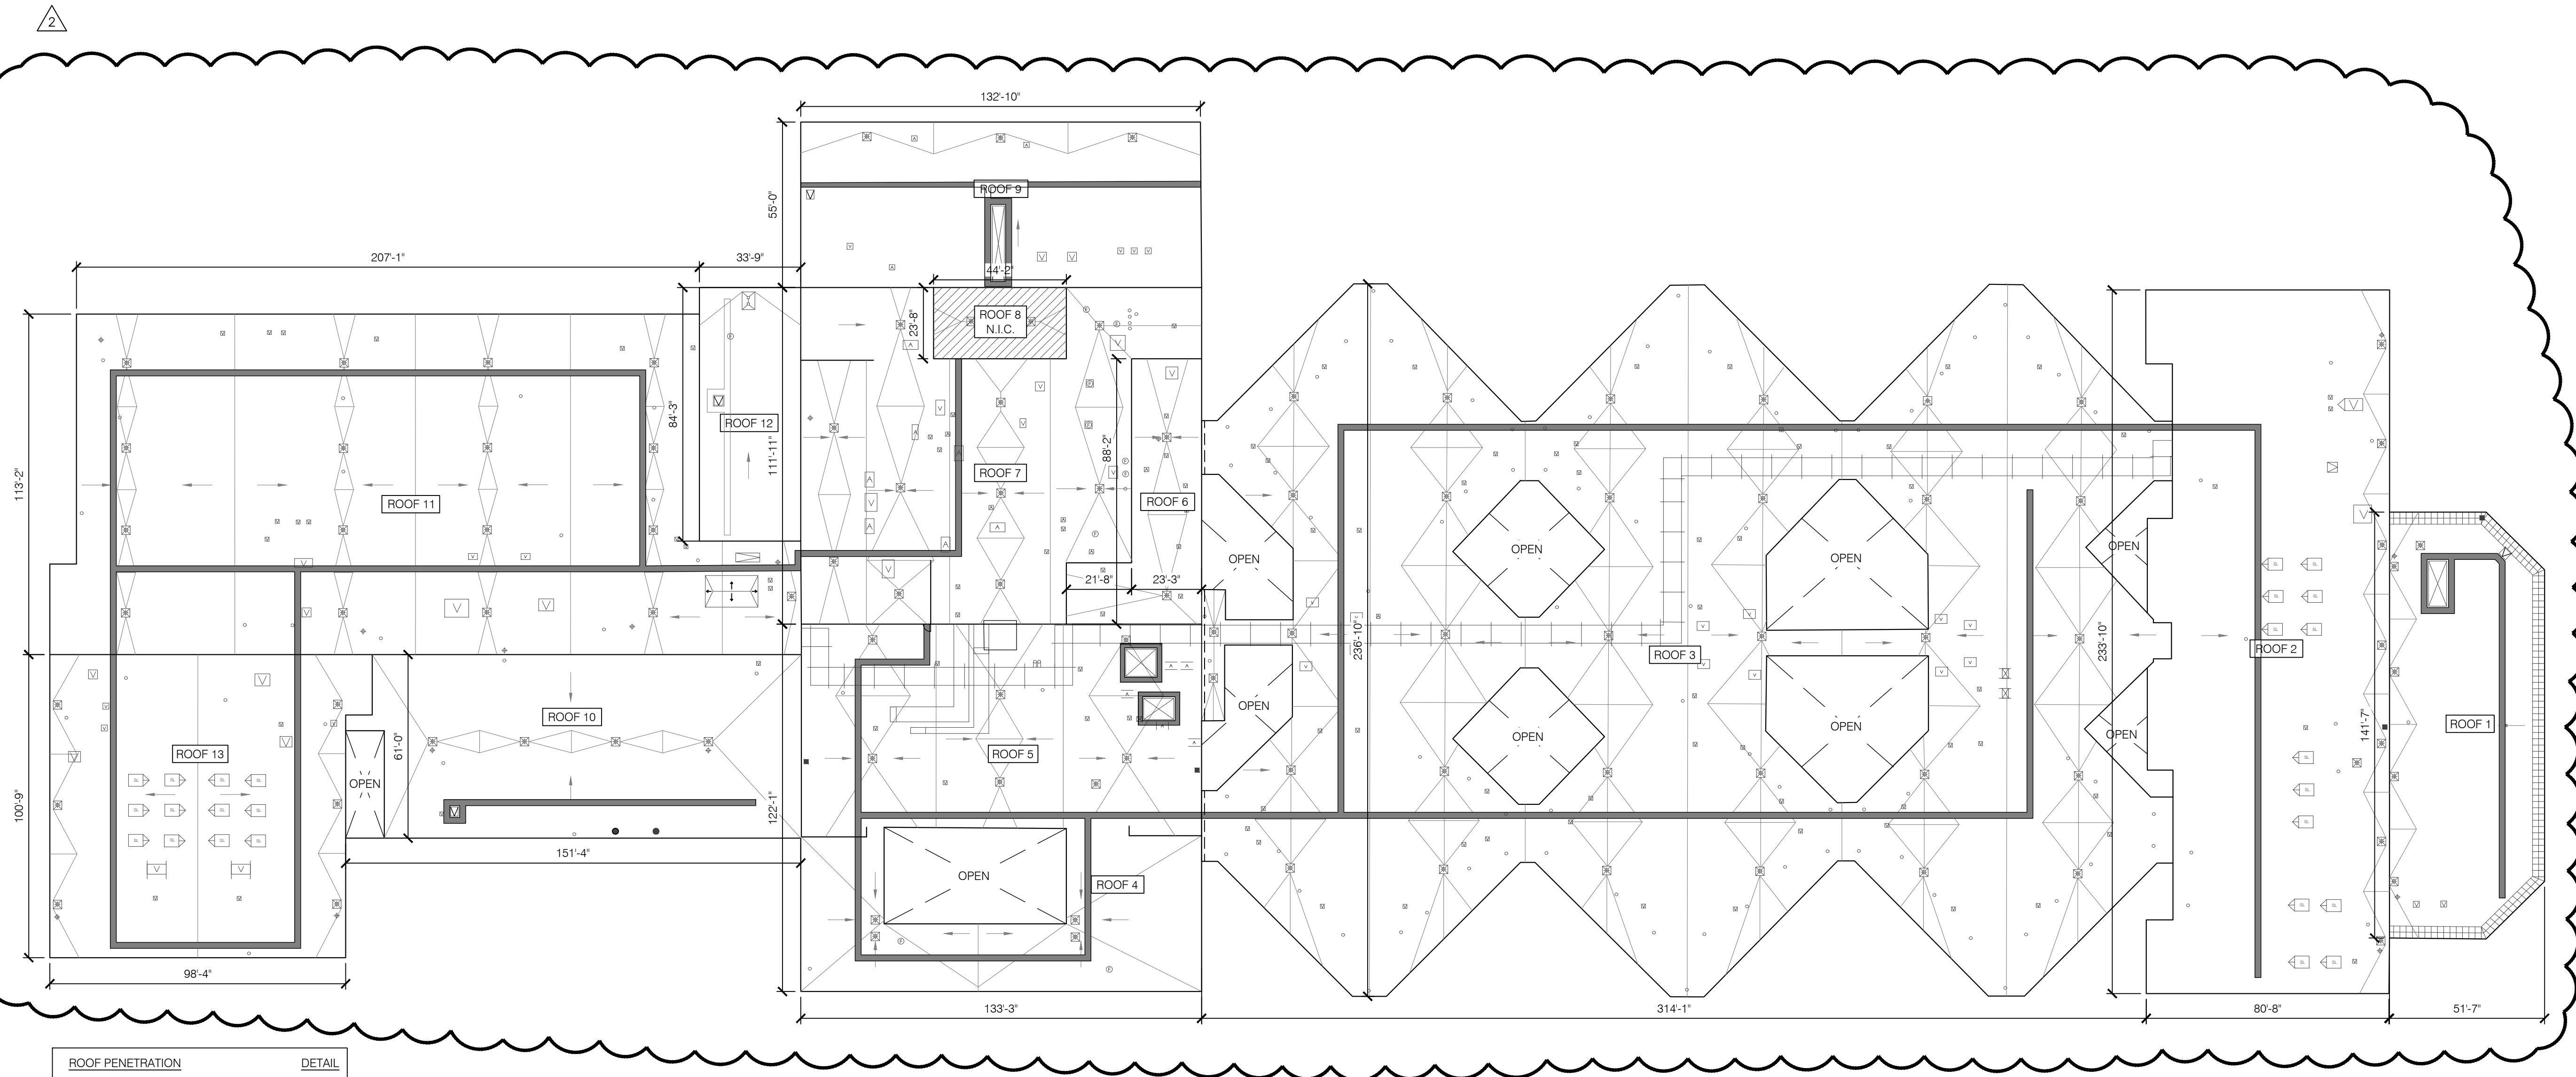 2
132'-10"
55'-0"
ROOF 9
207'-1"
33'-9"
44'-2"
ROOF 8
N.I.C.
23'-8"
84'-3"
ROOF 12
111'-11"
88'-2"
ROOF 7
ROOF 6
113'-2"
ROOF 11
OPEN
OPEN
OPEN
OPEN
21'-8"
23'-3"
236'-10"
233'-10"
ROOF 3
ROOF 2
141'-7"
ROOF 1
OPEN
OPEN
OPEN
OPEN
ROOF 10
61'-0"
ROOF 13
OPEN
ROOF 5
100'-9"
122'-1"
151'-4"
OPEN
ROOF 4
98'-4"
133'-3"
314'-1"
80'-8"
51'-7"
ROOF PENETRATION DETAIL